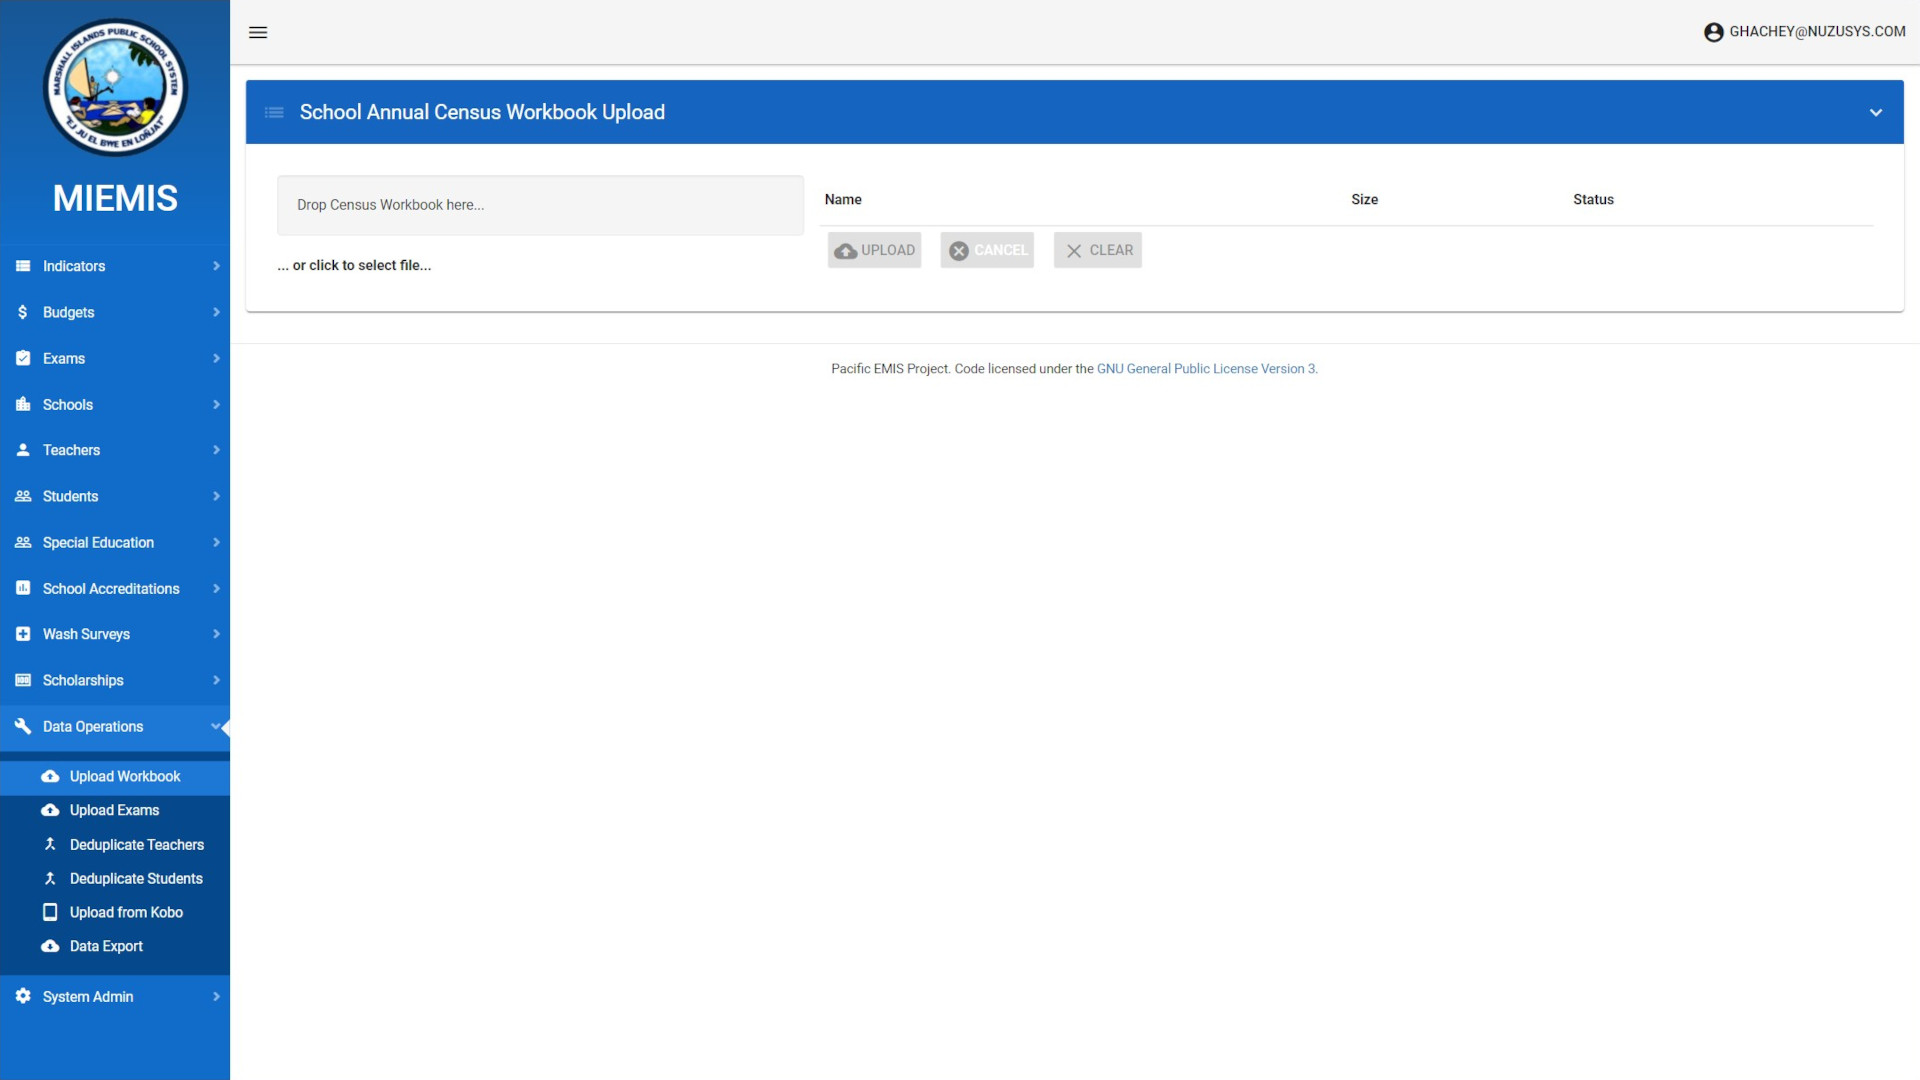 MARSHALL ISLANDS PUBLIC SCHOOL SYSTEM
"EJ JU EL BWE EN LOÑJAT"
MIEMIS
Indicators
Budgets
Exams
Schools
Teachers
Students
Special Education
School Accreditations
Wash Surveys
Scholarships
Data Operations
Upload Workbook
Upload Exams
Deduplicate Teachers
Deduplicate Students
Upload from Kobo
Data Export
System Admin
GHACHEY@NUZUSYS.COM
School Annual Census Workbook Upload
Drop Census Workbook here...
... or click to select file...
Name Size Status
UPLOAD CANCEL CLEAR
Pacific EMIS Project. Code licensed under the GNU General Public License Version 3.